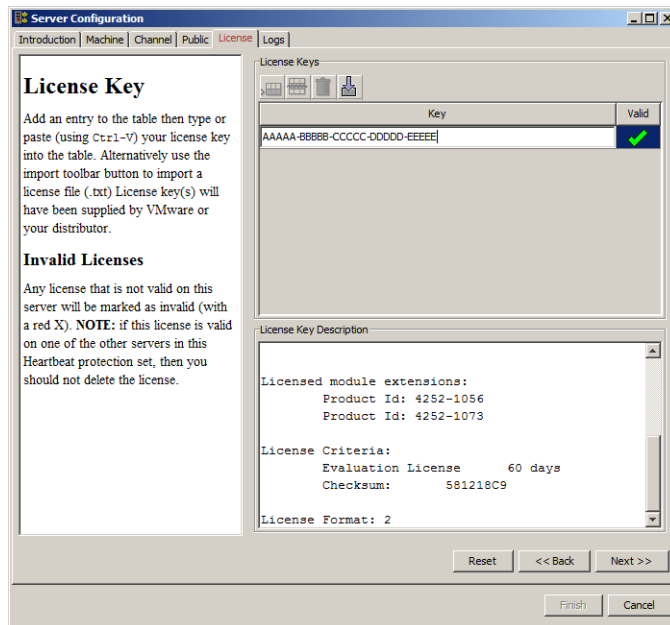 Server Configuration
Introduction Machine Channel Public License Logs
License Key
Add an entry to the table then type or
paste (using Ctrl-V) your license key
into the table. Alternatively use the
import toolbar button to import a
license file (.txt) License key(s) will
have been supplied by VMware or
your distributor.
Invalid Licenses
Any license that is not valid on this
server will be marked as invalid (with
a red X). NOTE: if this license is valid
on one of the other servers in this
Heartbeat protection set, then you
should not delete the license.
License Keys
Key Valid
AAAAA-BBBBB-CCCCC-DDDDD-EEEEE
License Key Description
Licensed module extensions:
Product Id: 4252-1056
Product Id: 4252-1073
License Criteria:
Evaluation License 60 days
Checksum: 581218C9
License Format: 2
Reset << Back Next >>
Finish Cancel